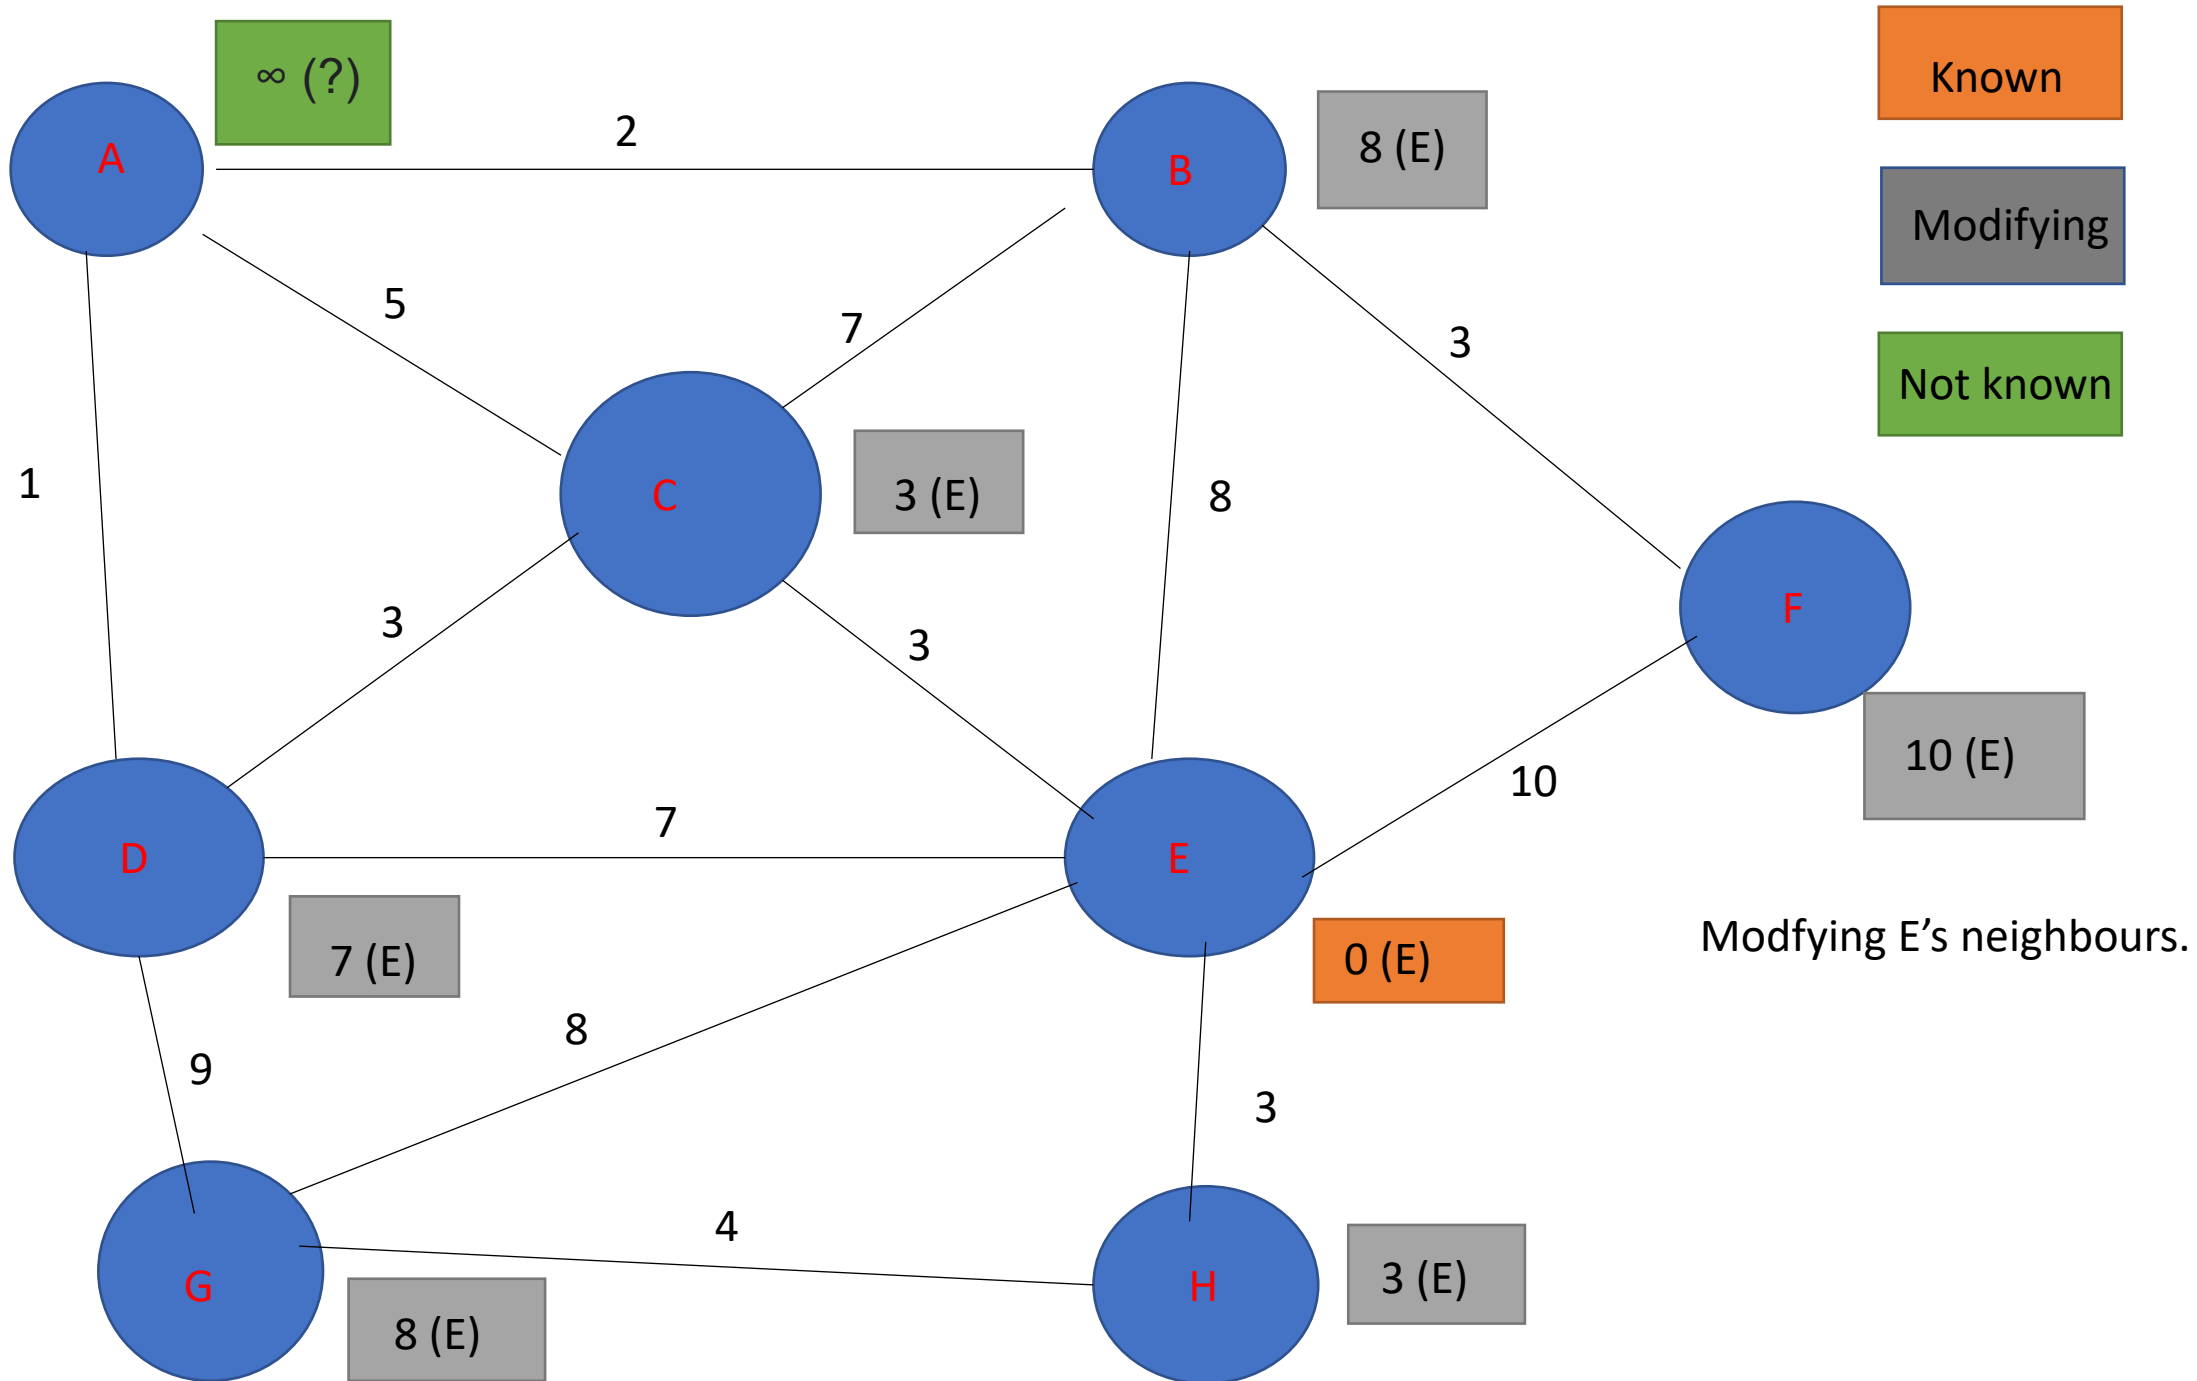 ∞ (?)
Known
A
2
B
8 (E)
Modifying
5
7
3
Not known
1
C
3 (E)
8
F
3
3
10 (E)
10
D
7
E
7 (E)
0 (E)
Modfying E’s neighbours.
9
8
3
G
4
H
3 (E)
8 (E)